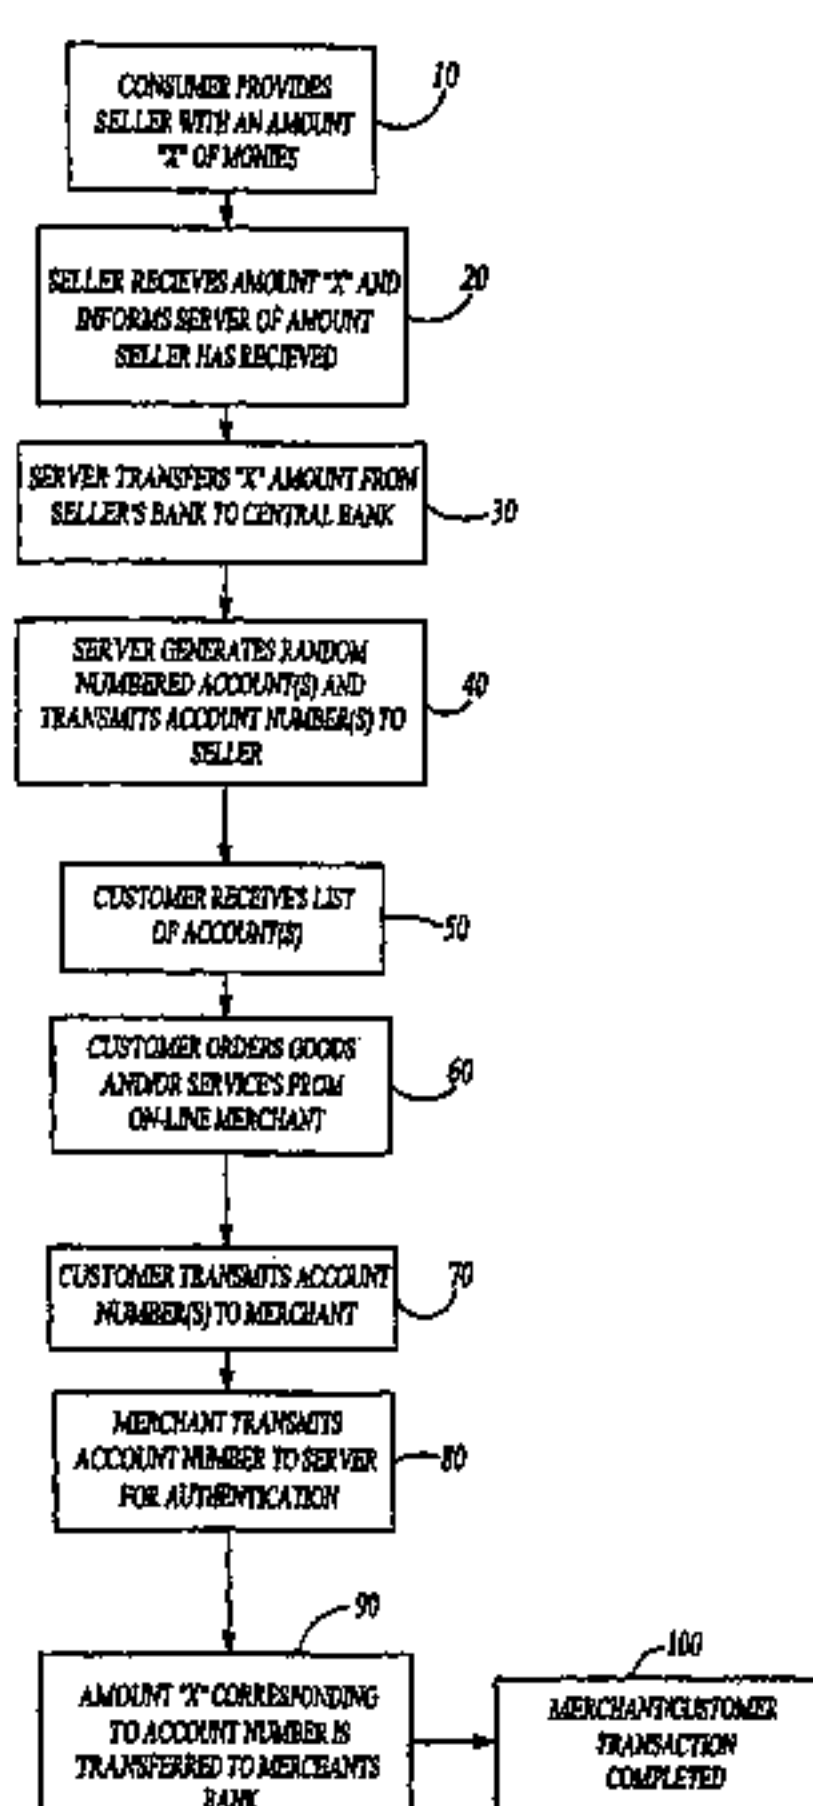 CONSUMER PROVIDES
SELLER WITH AN AMOUNT
"X" OF MONIES
10
SELLER RECIEVES AMOUNT "X" AND
INFORMS SERVER OF AMOUNT
SELLER HAS RECIEVED
20
SERVER TRANSFERS "X" AMOUNT FROM
SELLER'S BANK TO CENTRAL BANK
30
SERVER GENERATES RANDOM
NUMBERED ACCOUNT(S) AND
TRANSMITS ACCOUNT NUMBER(S) TO
SELLER
40
CUSTOMER RECEIVE'S LIST
OF ACCOUNT(S)
50
CUSTOMER ORDERS GOODS
AND/OR SERVICE'S FROM
ON-LINE MERCHANT
60
CUSTOMER TRANSMITS ACCOUNT
NUMBER(S) TO MERCHANT
70
MERCHANT TRANSMITS
ACCOUNT NUMBER TO SERVER
FOR AUTHENTICATION
80
90
AMOUNT "X" CORRESPONDING
TO ACCOUNT NUMBER IS
TRANSFERRED TO MERCHANTS
BANK
100
MERCHANT/CUSTOMER
TRANSACTION
COMPLETED